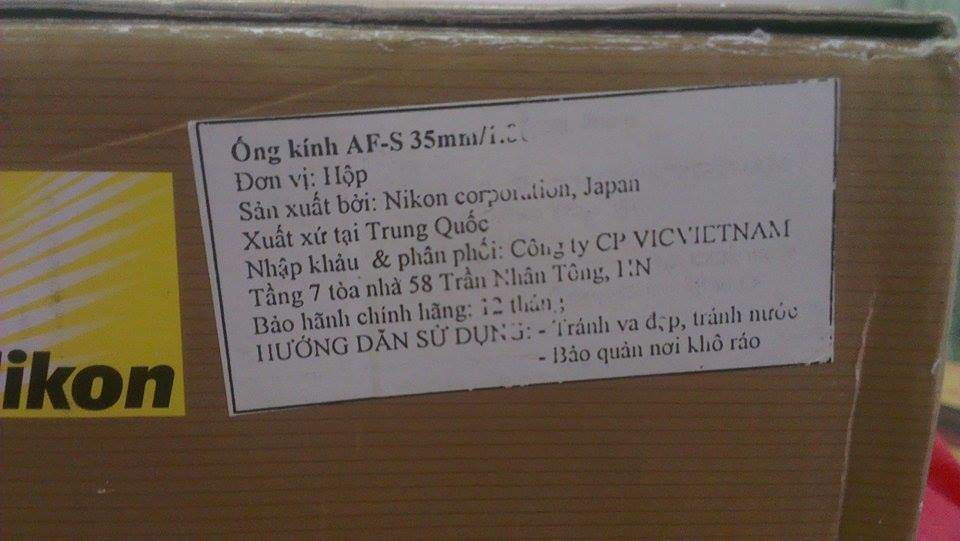 Ống kính AF-S 35mm/1.8
Đơn vị: Hộp
Sản xuất bởi: Nikon corporation, Japan
Xuất xứ tại Trung Quốc
Nhập khẩu & phân phối: Công ty CP VICVIETNAM
Tầng 7 tòa nhà 58 Trần Nhân Tông, HN
Bảo hãnh chính hãng: 12 tháng
HƯỚNG DẪN SỬ DỤNG: - Tránh va đập, tránh nước
- Bảo quản nơi khô ráo
ikon